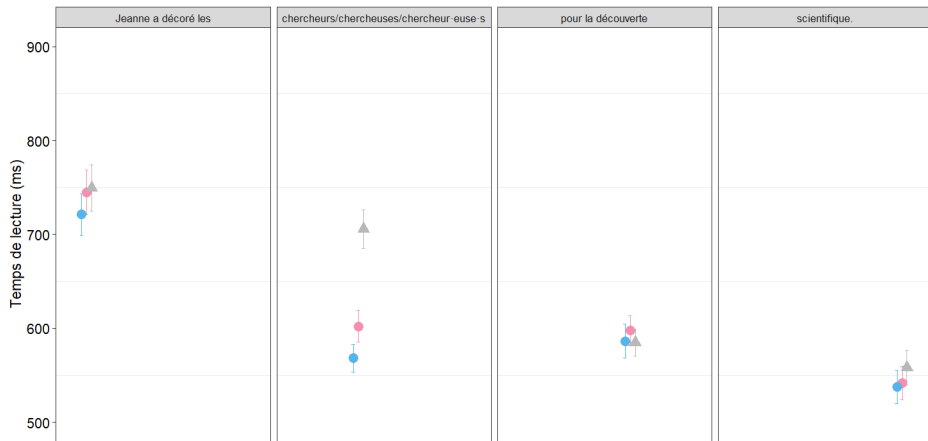 Jeanne a décoré les
chercheurs/chercheuses/chercheur·euse·s
pour la découverte
scientifique.
Temps de lecture (ms)
900
800
700
600
500